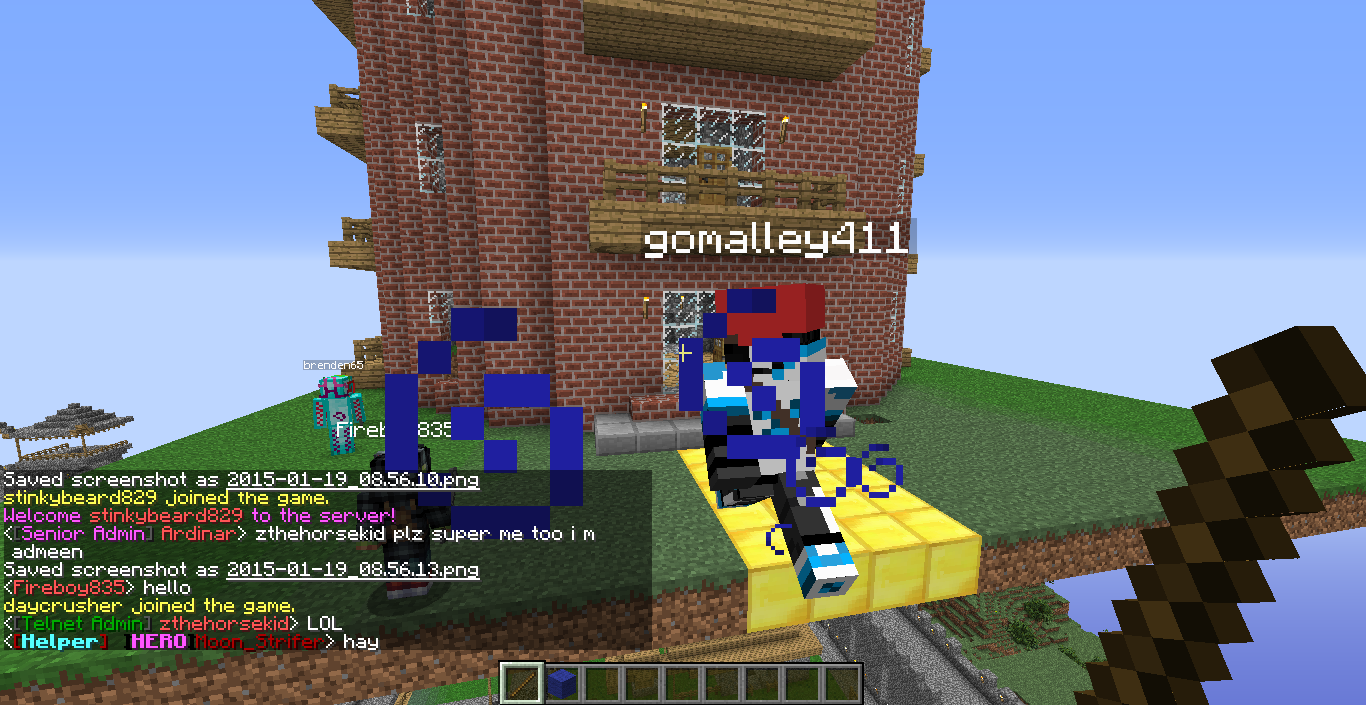 gomalley411
brenden65
Fireb 835
Saved screenshot as 2015-01-19_08.56.10.png
stinkybeard829 joined the game.
Welcome stinkybeard829 to the server!
<[Senior Admin] Ardinar> zthehorsekid plz super me too i m
admeen
Saved screenshot as 2015-01-19_08.56.13.png
<Fireboy835> hello
daycrusher joined the game.
<[Telnet Admin] zthehorsekid> LOL
<[Helper] [HERO]Moon_Strifer> hay